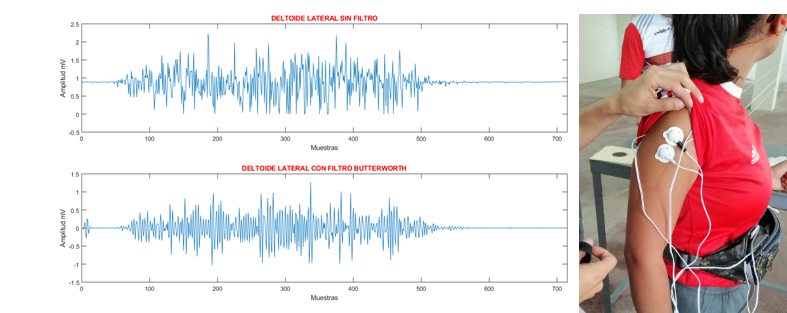 DELTOIDE LATERAL SIN FILTRO
2.5
2
1.5
1
0.5
0
-0.5
Amplitud mV
0 100 200 300 400 500 600 700
Muestras
DELTOIDE LATERAL CON FILTRO BUTTERWORTH
1.5
1
0.5
0
-0.5
-1
-1.5
Amplitud mV
0 100 200 300 400 500 600 700
Muestras
adidas